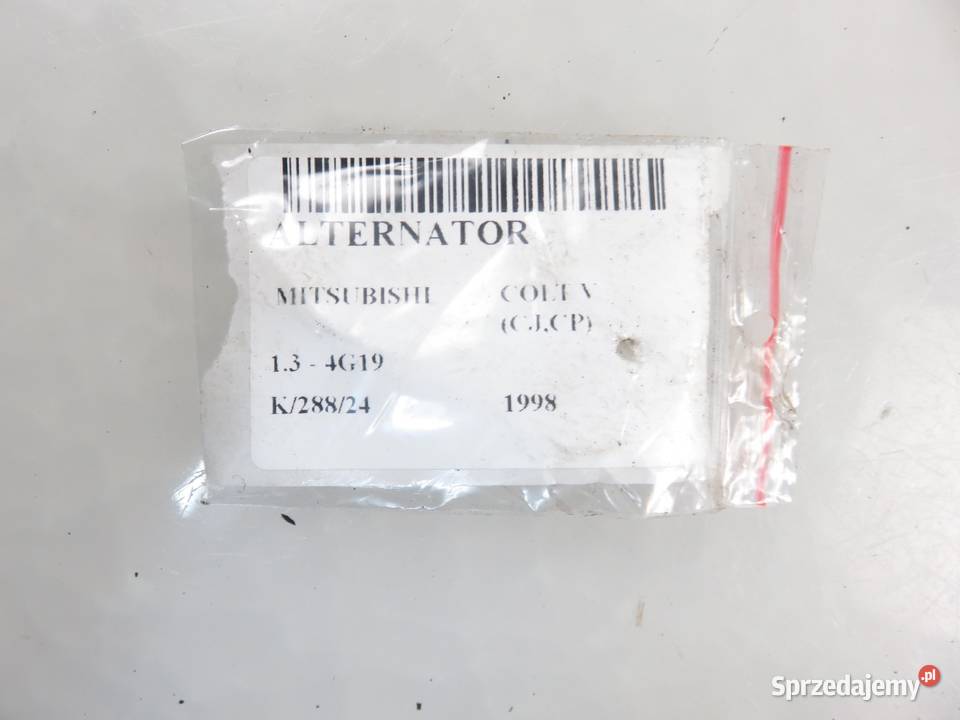 ALTERNATOR
MITSUBISHI COLT V
(CJ,CP)
1.3 - 4G19
K/288/24 1998
Sprzedajemy.pl